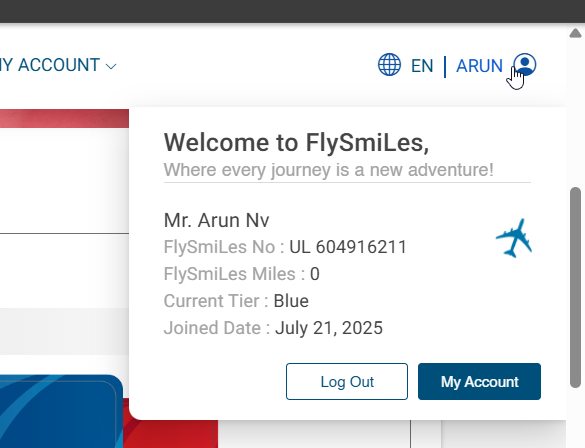 MY ACCOUNT
EN | ARUN
Welcome to FlySmiLes,
Where every journey is a new adventure!
Mr. Arun Nv
FlySmiLes No : UL 604916211
FlySmiLes Miles : 0
Current Tier : Blue
Joined Date : July 21, 2025
Log Out
My Account